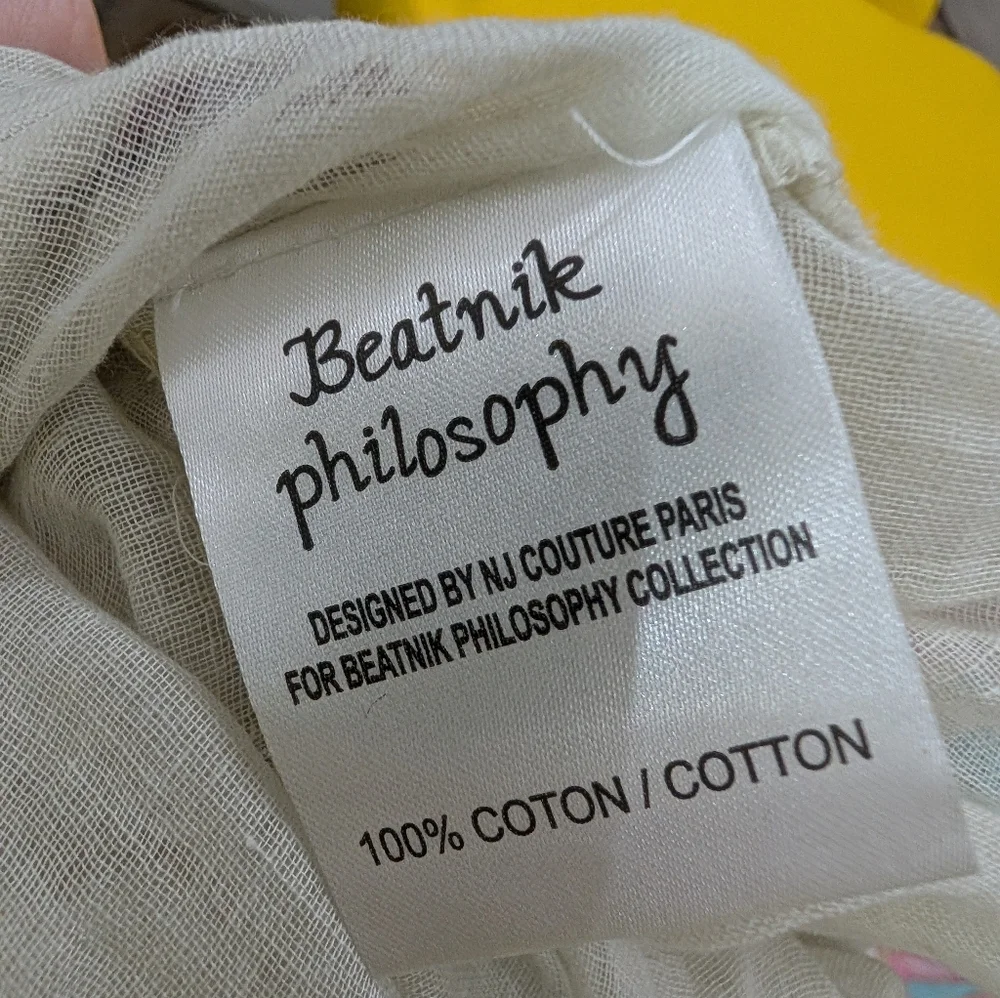 Beatnik
philosophy
DESIGNED BY NJ COUTURE PARIS
FOR BEATNIK PHILOSOPHY COLLECTION
100% COTON / COTTON